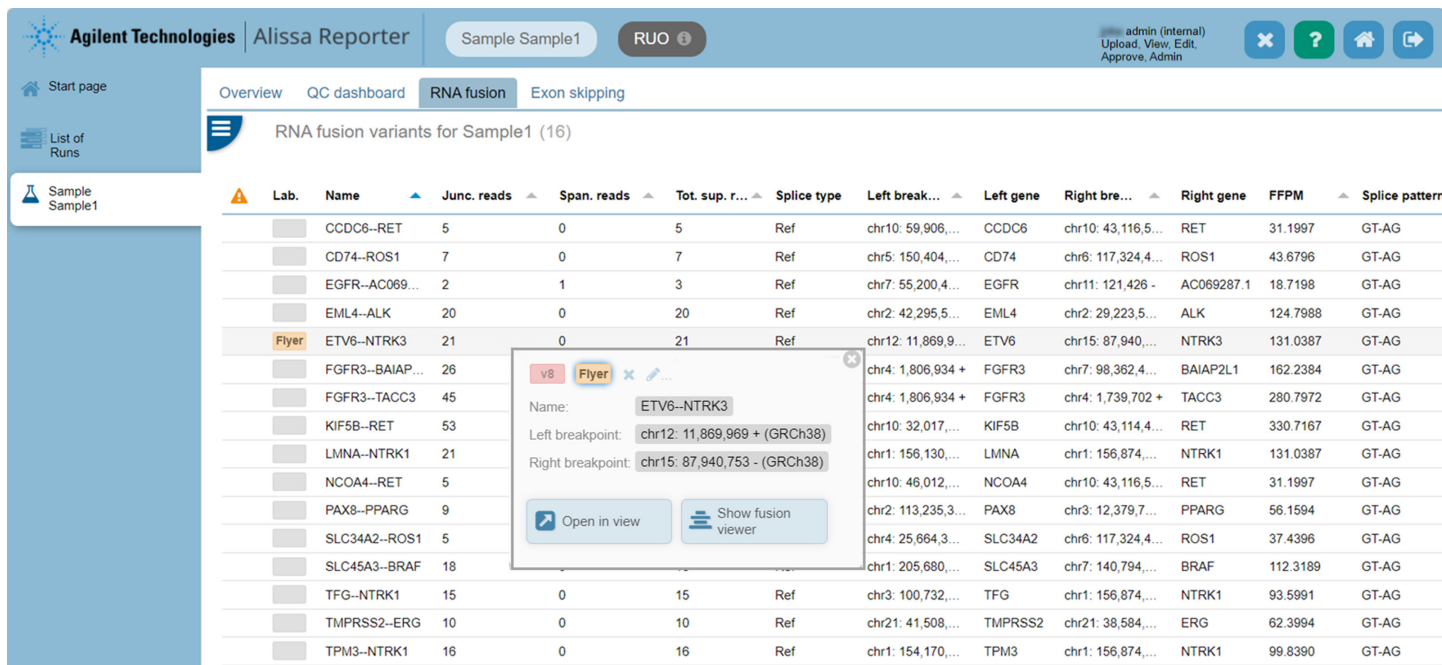 Agilent Technologies Alissa Reporter Sample Sample1 RUO
admin (internal)
Upload, View, Edit,
Approve, Admin
Start page
List of
Runs
Sample
Sample1
Overview QC dashboard RNA fusion Exon skipping
RNA fusion variants for Sample1 (16)
Lab. Name Junc. reads Span. reads Tot. sup. r... Splice type Left break... Left gene Right bre... Right gene FFPM Splice pattern
CCDC6--RET 5 0 5 Ref chr10: 59,906,... CCDC6 chr10: 43,116,5... RET 31.1997 GT-AG
CD74--ROS1 7 0 7 Ref chr5: 150,404,... CD74 chr6: 117,324,4... ROS1 43.6796 GT-AG
EGFR--AC069... 2 1 3 Ref chr7: 55,200,4... EGFR chr11: 121,426 - AC069287.1 18.7198 GT-AG
EML4--ALK 20 0 20 Ref chr2: 42,295,5... EML4 chr2: 29,223,5... ALK 124.7988 GT-AG
Flyer ETV6--NTRK3 21 0 21 Ref chr12: 11,869,9... ETV6 chr15: 87,940,... NTRK3 131.0387 GT-AG
FGFR3--BAIAP... 26 chr4: 1,806,934 + FGFR3 chr7: 98,362,4... BAIAP2L1 162.2384 GT-AG
FGFR3--TACC3 45 chr4: 1,806,934 + FGFR3 chr4: 1,739,702 + TACC3 280.7972 GT-AG
KIF5B--RET 53 chr10: 32,017,... KIF5B chr10: 43,114,4... RET 330.7167 GT-AG
LMNA--NTRK1 21 chr1: 156,130,... LMNA chr1: 156,874,... NTRK1 131.0387 GT-AG
NCOA4--RET 5 chr10: 46,012,... NCOA4 chr10: 43,116,5... RET 31.1997 GT-AG
PAX8--PPARG 9 chr2: 113,235,3... PAX8 chr3: 12,379,7... PPARG 56.1594 GT-AG
SLC34A2--ROS1 5 chr4: 25,664,3... SLC34A2 chr6: 117,324,4... ROS1 37.4396 GT-AG
SLC45A3--BRAF 18 chr1: 205,680,... SLC45A3 chr7: 140,794,... BRAF 112.3189 GT-AG
TFG--NTRK1 15 0 15 Ref chr3: 100,732,... TFG chr1: 156,874,... NTRK1 93.5991 GT-AG
TMPRSS2--ERG 10 0 10 Ref chr21: 41,508,... TMPRSS2 chr21: 38,584,... ERG 62.3994 GT-AG
TPM3--NTRK1 16 0 16 Ref chr1: 154,170,... TPM3 chr1: 156,874,... NTRK1 99.8390 GT-AG
v8 Flyer ...
Name: ETV6--NTRK3
Left breakpoint: chr12: 11,869,969 + (GRCh38)
Right breakpoint: chr15: 87,940,753 - (GRCh38)
Open in view
Show fusion
viewer